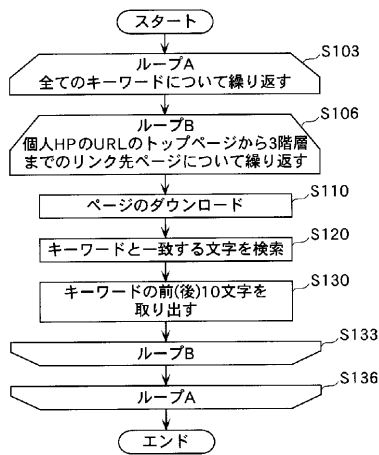 スタート
S103
ループA
全てのキーワードについて繰り返す
S106
ループB
個人HPのURLのトップページから3階層
までのリンク先ページについて繰り返す
S110
ページのダウンロード
S120
キーワードと一致する文字を検索
S130
キーワードの前(後)10文字を
取り出す
S133
ループB
S136
ループA
エンド